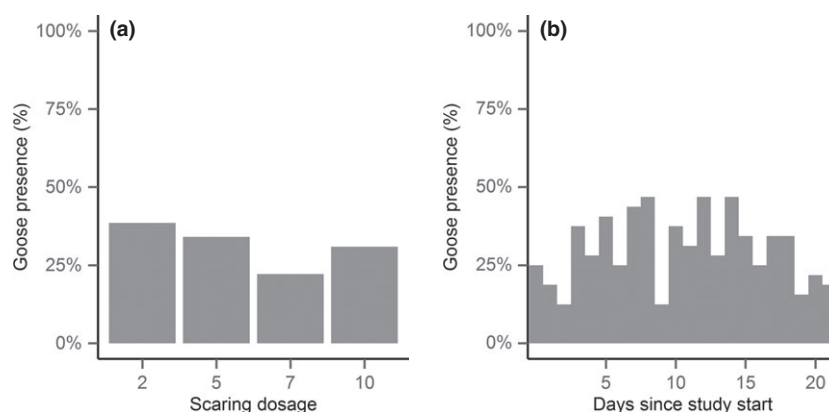 (a)
100%
75%
50%
25%
0%
Goose presence (%)
2 5 7 10
Scaring dosage
(b)
100%
75%
50%
25%
0%
Goose presence (%)
5 10 15 20
Days since study start